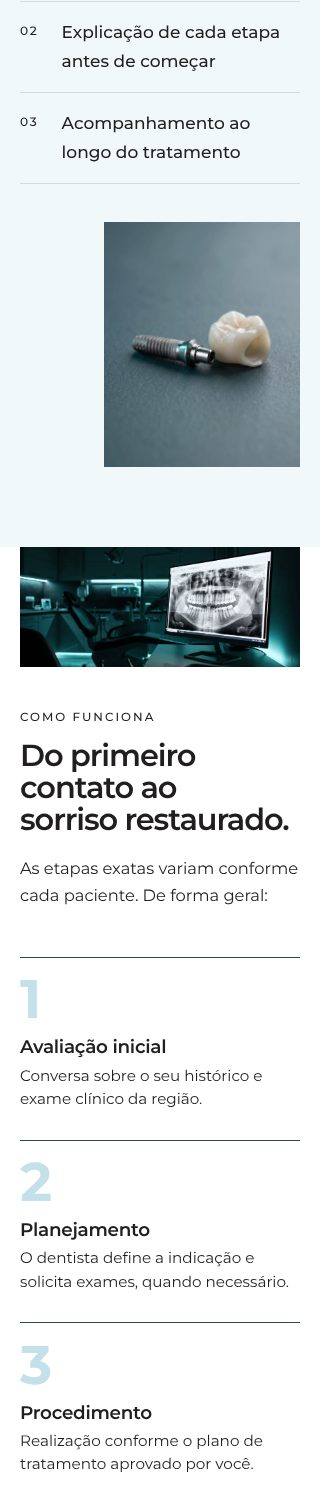 02 Explicação de cada etapa
antes de começar
03 Acompanhamento ao
longo do tratamento
COMO FUNCIONA
Do primeiro
contato ao
sorriso restaurado.
As etapas exatas variam conforme
cada paciente. De forma geral:
1
Avaliação inicial
Conversa sobre o seu histórico e
exame clínico da região.
2
Planejamento
O dentista define a indicação e
solicita exames, quando necessário.
3
Procedimento
Realização conforme o plano de
tratamento aprovado por você.